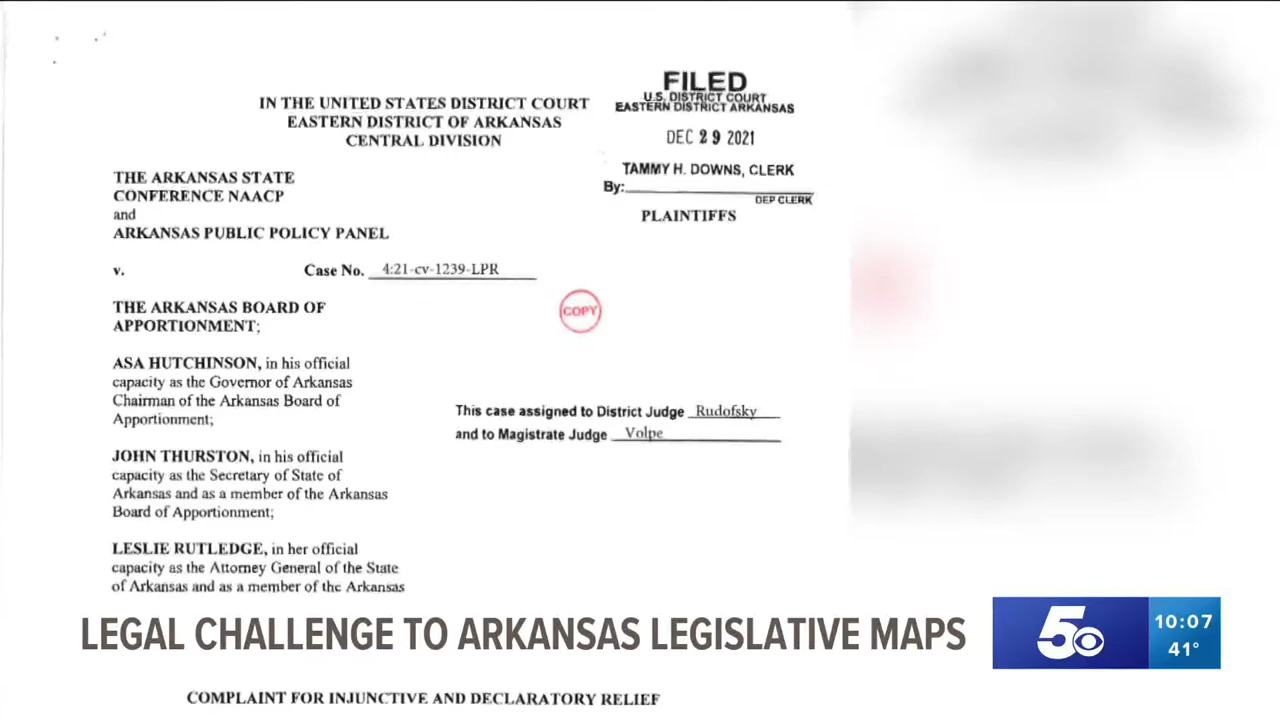 FILED
U.S. DISTRICT COURT
EASTERN DISTRICT ARKANSAS
DEC 29 2021
TAMMY H. DOWNS, CLERK
By:
DEP CLERK
IN THE UNITED STATES DISTRICT COURT
EASTERN DISTRICT OF ARKANSAS
CENTRAL DIVISION
THE ARKANSAS STATE
CONFERENCE NAACP
and
ARKANSAS PUBLIC POLICY PANEL
PLAINTIFFS
v.
Case No. 4:21-cv-1239-LPR
THE ARKANSAS BOARD OF
APPORTIONMENT;
COPY
ASA HUTCHINSON, in his official
capacity as the Governor of Arkansas
Chairman of the Arkansas Board of
Apportionment;
This case assigned to District Judge Rudofsky
and to Magistrate Judge Volpe
JOHN THURSTON, in his official
capacity as the Secretary of State of
Arkansas and as a member of the Arkansas
Board of Apportionment;
LESLIE RUTLEDGE, in her official
capacity as the Attorney General of the State
of Arkansas and as a member of the Arkansas
LEGAL CHALLENGE TO ARKANSAS LEGISLATIVE MAPS
5
10:07
41°
COMPLAINT FOR INJUNCTIVE AND DECLARATORY RELIEF